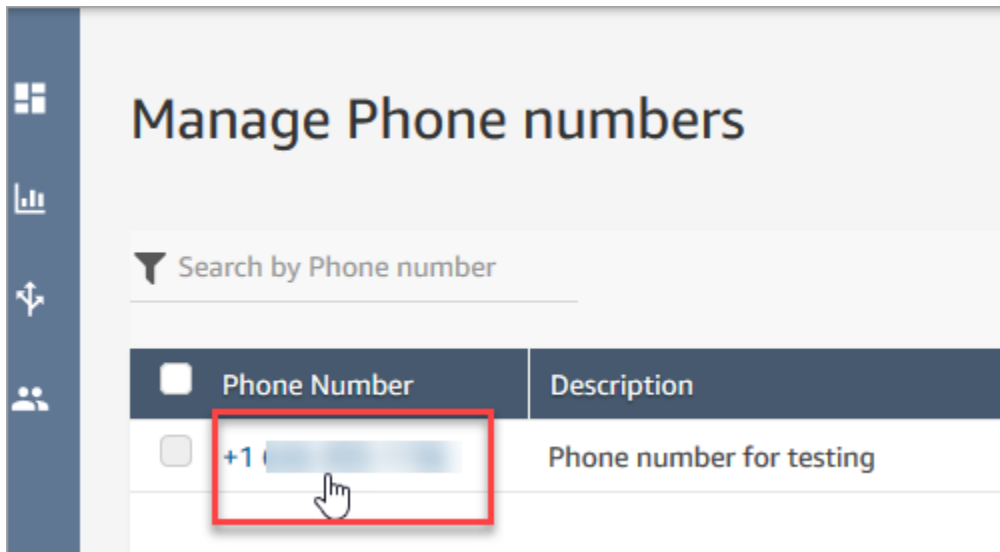 Manage Phone numbers
Search by Phone number
Phone Number Description
+1 Phone number for testing